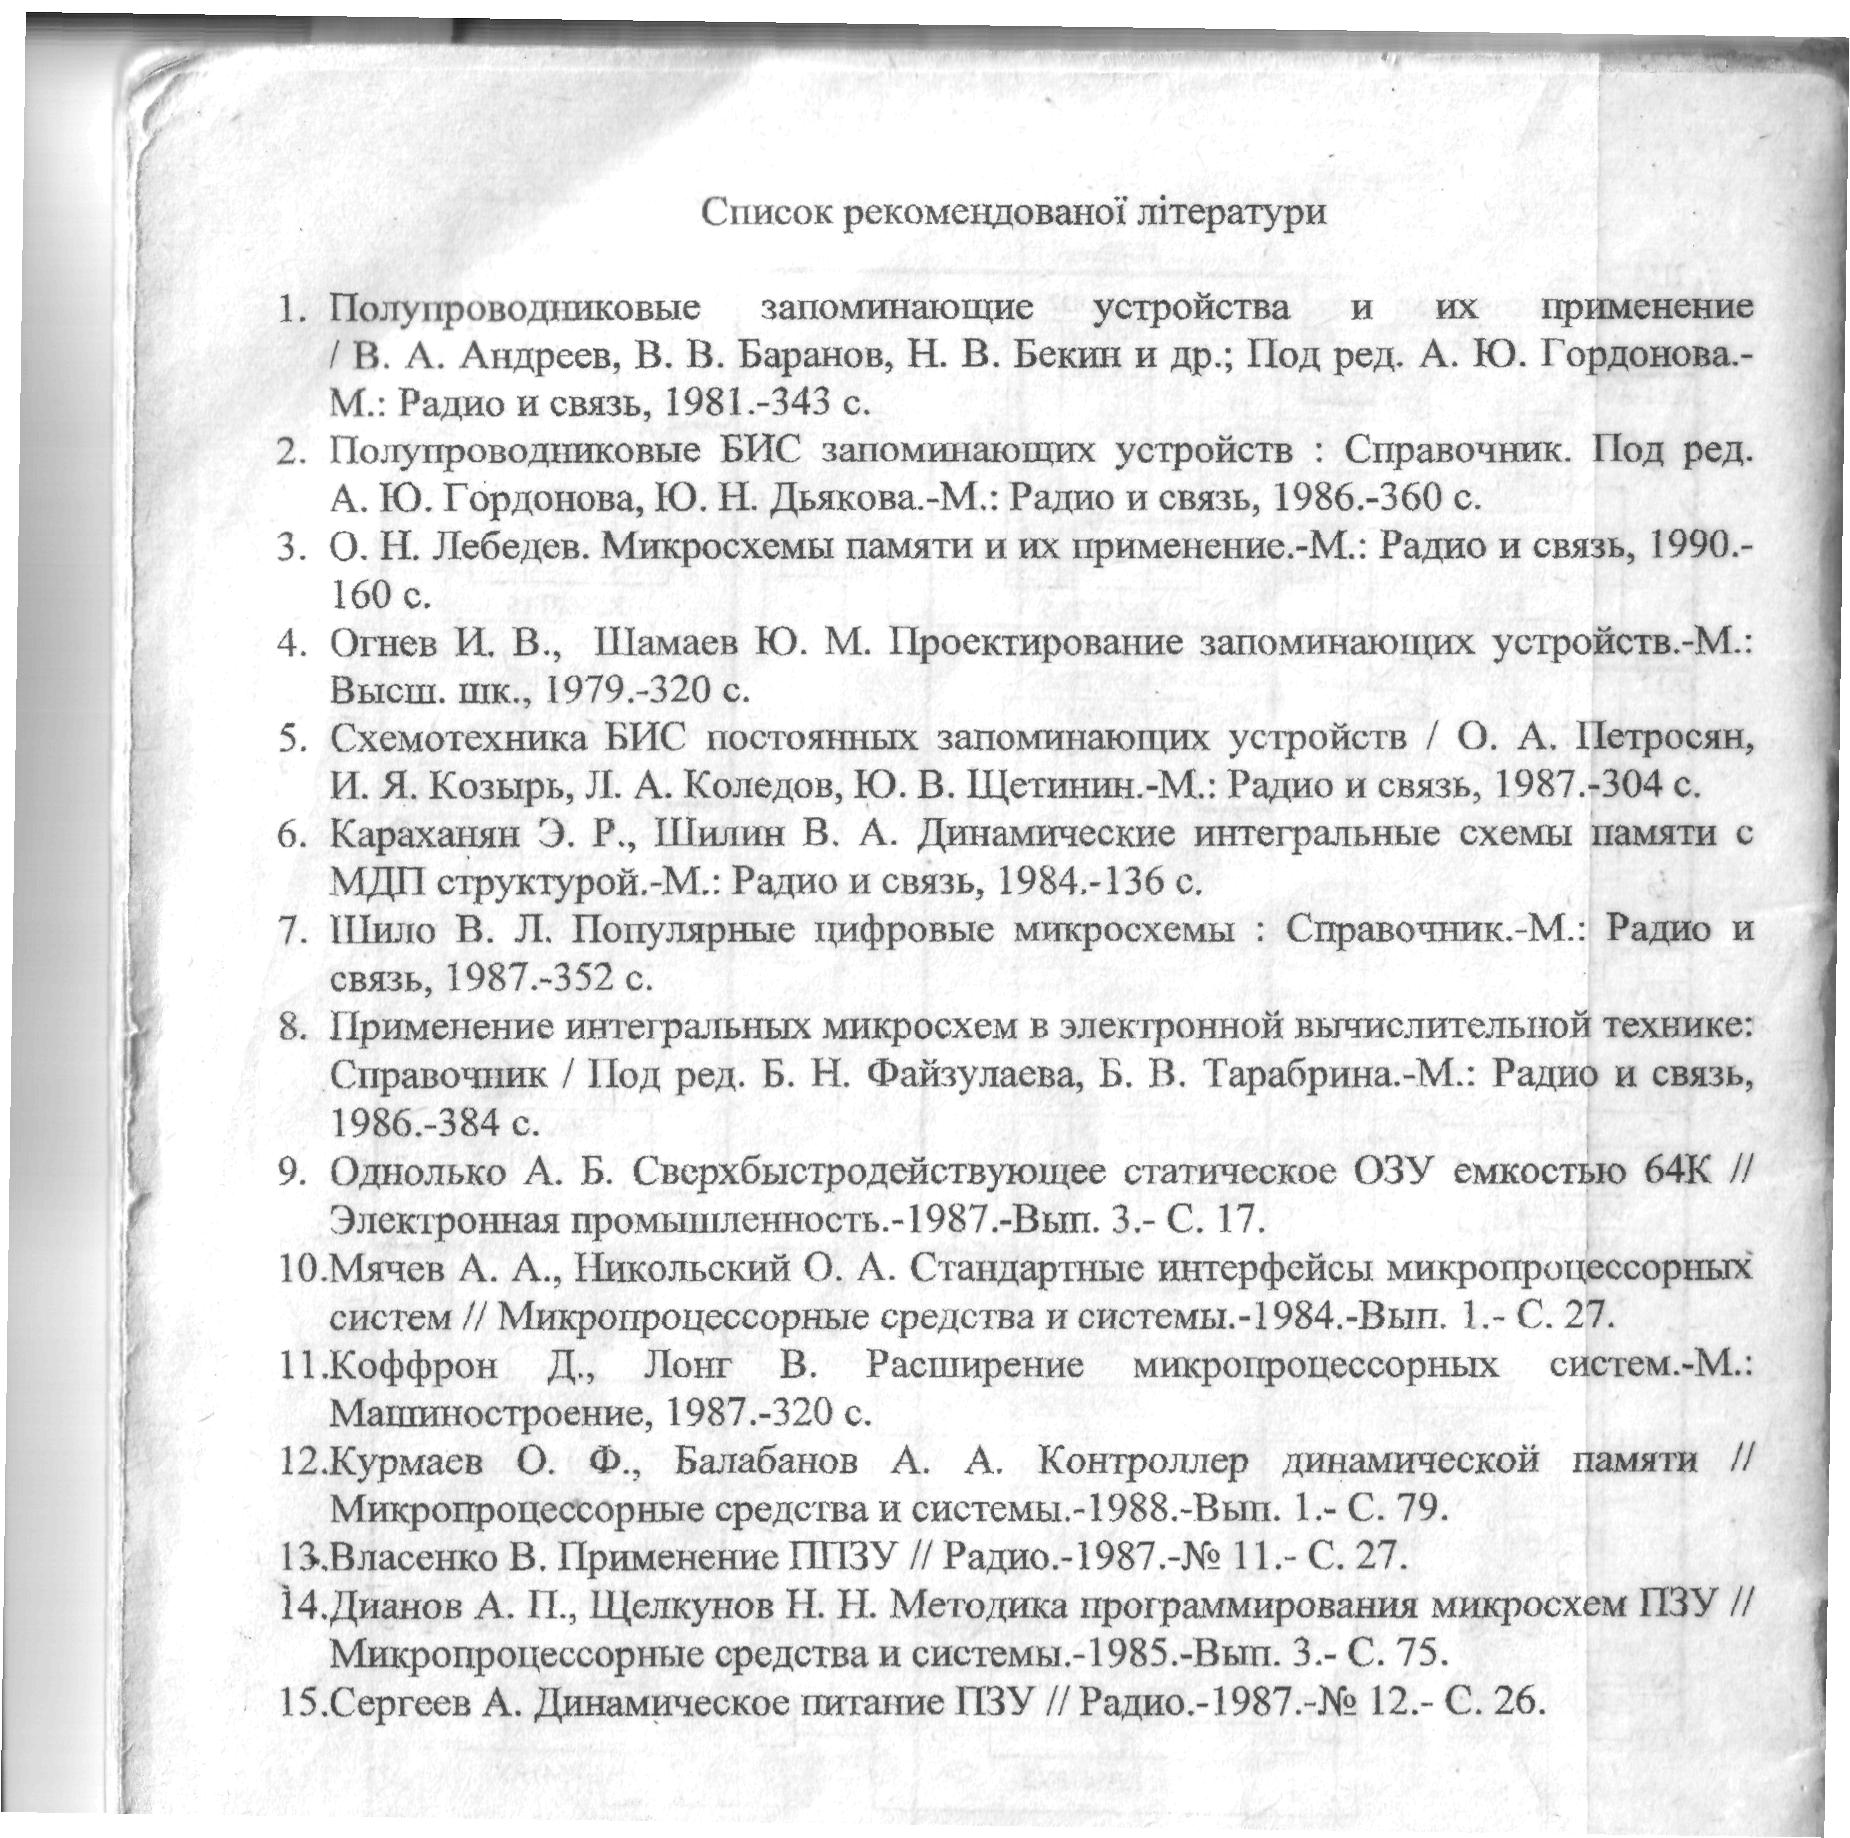 Список рекомендованої літератури
1. Полупроводниковые запоминающие устройства и их применение
/ В. А. Андреев, В. В. Баранов, Н. В. Бекин и др.; Под ред. А. Ю. Гордонова.-
М.: Радио и связь, 1981.-343 с.
2. Полупроводниковые БИС запоминающих устройств : Справочник. Под ред.
А. Ю. Гордонова, Ю. Н. Дьякова.-М.: Радио и связь, 1986.-360 с.
3. О. Н. Лебедев. Микросхемы памяти и их применение.-М.: Радио и связь, 1990.-
160 с.
4. Огнев И. В., Шамаев Ю. М. Проектирование запоминающих устройств.-М.:
Высш. шк., 1979.-320 с.
5. Схемотехника БИС постоянных запоминающих устройств / О. А. Петросян,
И. Я. Козырь, Л. А. Коледов, Ю. В. Щетинин.-М.: Радио и связь, 1987.-304 с.
6. Караханян Э. Р., Шилин В. А. Динамические интегральные схемы памяти с
МДП структурой.-М.: Радио и связь, 1984.-136 с.
7. Шило В. Л. Популярные цифровые микросхемы : Справочник.-М.: Радио и
связь, 1987.-352 с.
8. Применение интегральных микросхем в электронной вычислительной технике:
Справочник / Под ред. Б. Н. Файзулаева, Б. В. Тарабрина.-М.: Радио и связь,
1986.-384 с.
9. Однолько А. Б. Сверхбыстродействующее статическое ОЗУ емкостью 64К //
Электронная промышленность.-1987.-Вып. 3.- С. 17.
10.Мячев А. А., Никольский О. А. Стандартные интерфейсы микропроцессорных
систем // Микропроцессорные средства и системы.-1984.-Вып. 1.- С. 27.
11.Коффрон Д., Лонг В. Расширение микропроцессорных систем.-М.:
Машиностроение, 1987.-320 с.
12.Курмаев О. Ф., Балабанов А. А. Контроллер динамической памяти //
Микропроцессорные средства и системы.-1988.-Вып. 1.- С. 79.
13.Власенко В. Применение ППЗУ // Радио.-1987.-№ 11.- С. 27.
14.Дианов А. П., Щелкунов Н. Н. Методика программирования микросхем ПЗУ //
Микропроцессорные средства и системы.-1985.-Вып. 3.- С. 75.
15.Сергеев А. Динамическое питание ПЗУ // Радио.-1987.-№ 12.- С. 26.